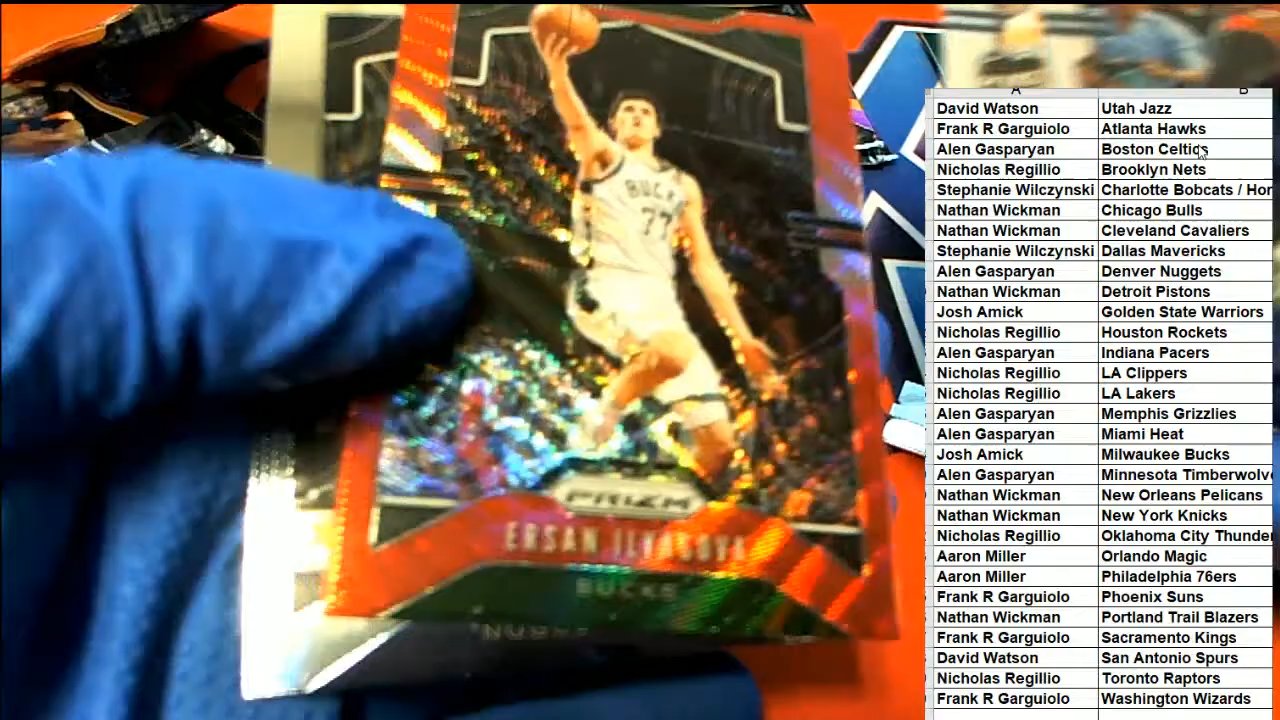 BUCKS
77
PRIZM
ERSAN ILYASOVA
BUCKS
A B
David Watson Utah Jazz
Frank R Garguiolo Atlanta Hawks
Alen Gasparyan Boston Celtics
Nicholas Regillio Brooklyn Nets
Stephanie Wilczynski Charlotte Bobcats / Hor
Nathan Wickman Chicago Bulls
Nathan Wickman Cleveland Cavaliers
Stephanie Wilczynski Dallas Mavericks
Alen Gasparyan Denver Nuggets
Nathan Wickman Detroit Pistons
Josh Amick Golden State Warriors
Nicholas Regillio Houston Rockets
Alen Gasparyan Indiana Pacers
Nicholas Regillio LA Clippers
Nicholas Regillio LA Lakers
Alen Gasparyan Memphis Grizzlies
Alen Gasparyan Miami Heat
Josh Amick Milwaukee Bucks
Alen Gasparyan Minnesota Timberwolv
Nathan Wickman New Orleans Pelicans
Nathan Wickman New York Knicks
Nicholas Regillio Oklahoma City Thunder
Aaron Miller Orlando Magic
Aaron Miller Philadelphia 76ers
Frank R Garguiolo Phoenix Suns
Nathan Wickman Portland Trail Blazers
Frank R Garguiolo Sacramento Kings
David Watson San Antonio Spurs
Nicholas Regillio Toronto Raptors
Frank R Garguiolo Washington Wizards